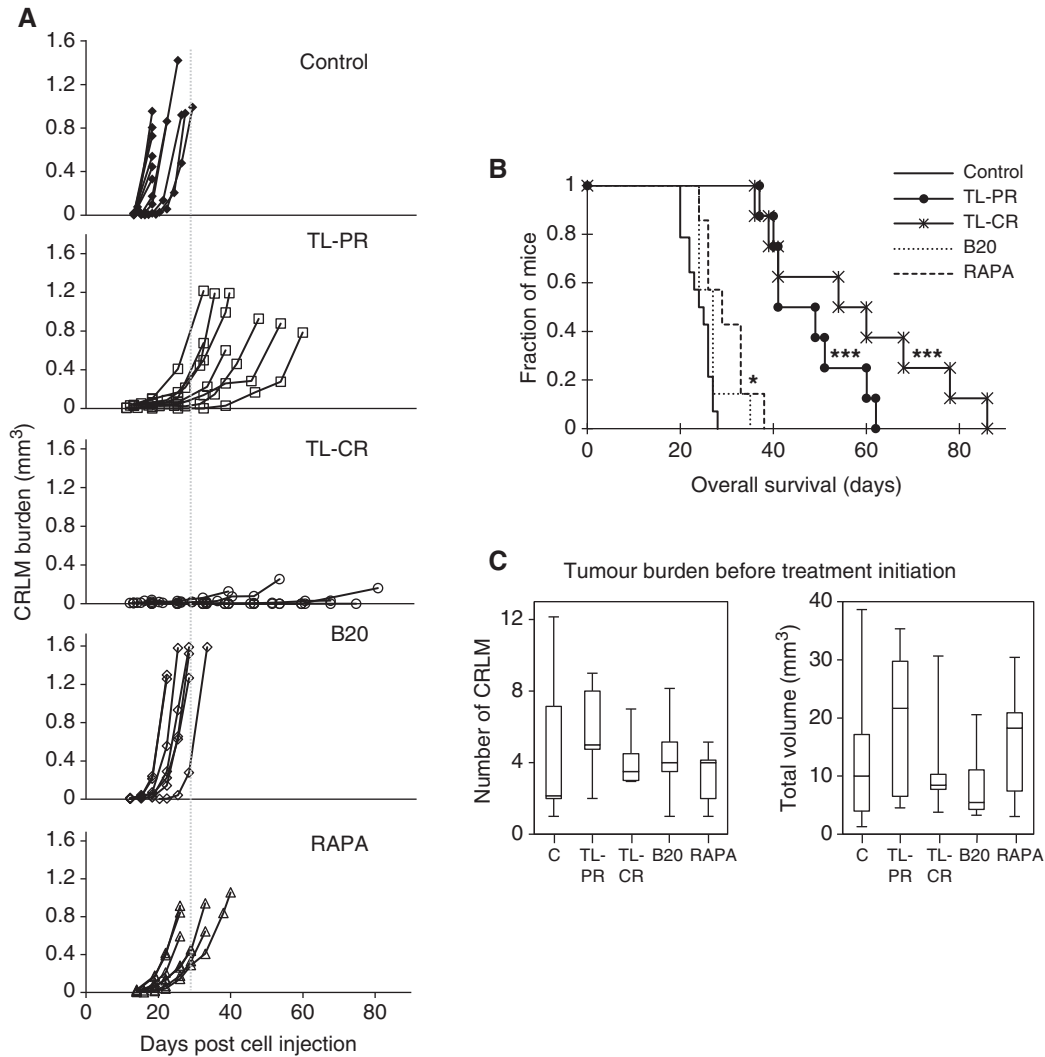 A
CRLM burden (mm³)
1.6
1.2
0.8
0.4
0
Control
1.6
1.2
0.8
0.4
0
TL-PR
1.6
1.2
0.8
0.4
0
TL-CR
1.6
1.2
0.8
0.4
0
B20
1.6
1.2
0.8
0.4
0
RAPA
0 20 40 60 80
Days post cell injection
B
Fraction of mice
1
0.8
0.6
0.4
0.2
0
Control
TL-PR
TL-CR
B20
RAPA
*** ***
*
0 20 40 60 80
Overall survival (days)
C
Tumour burden before treatment initiation
Number of CRLM
12
8
4
0
C TL-PR TL-CR B20 RAPA
Total volume (mm³)
40
30
20
10
0
C TL-PR TL-CR B20 RAPA